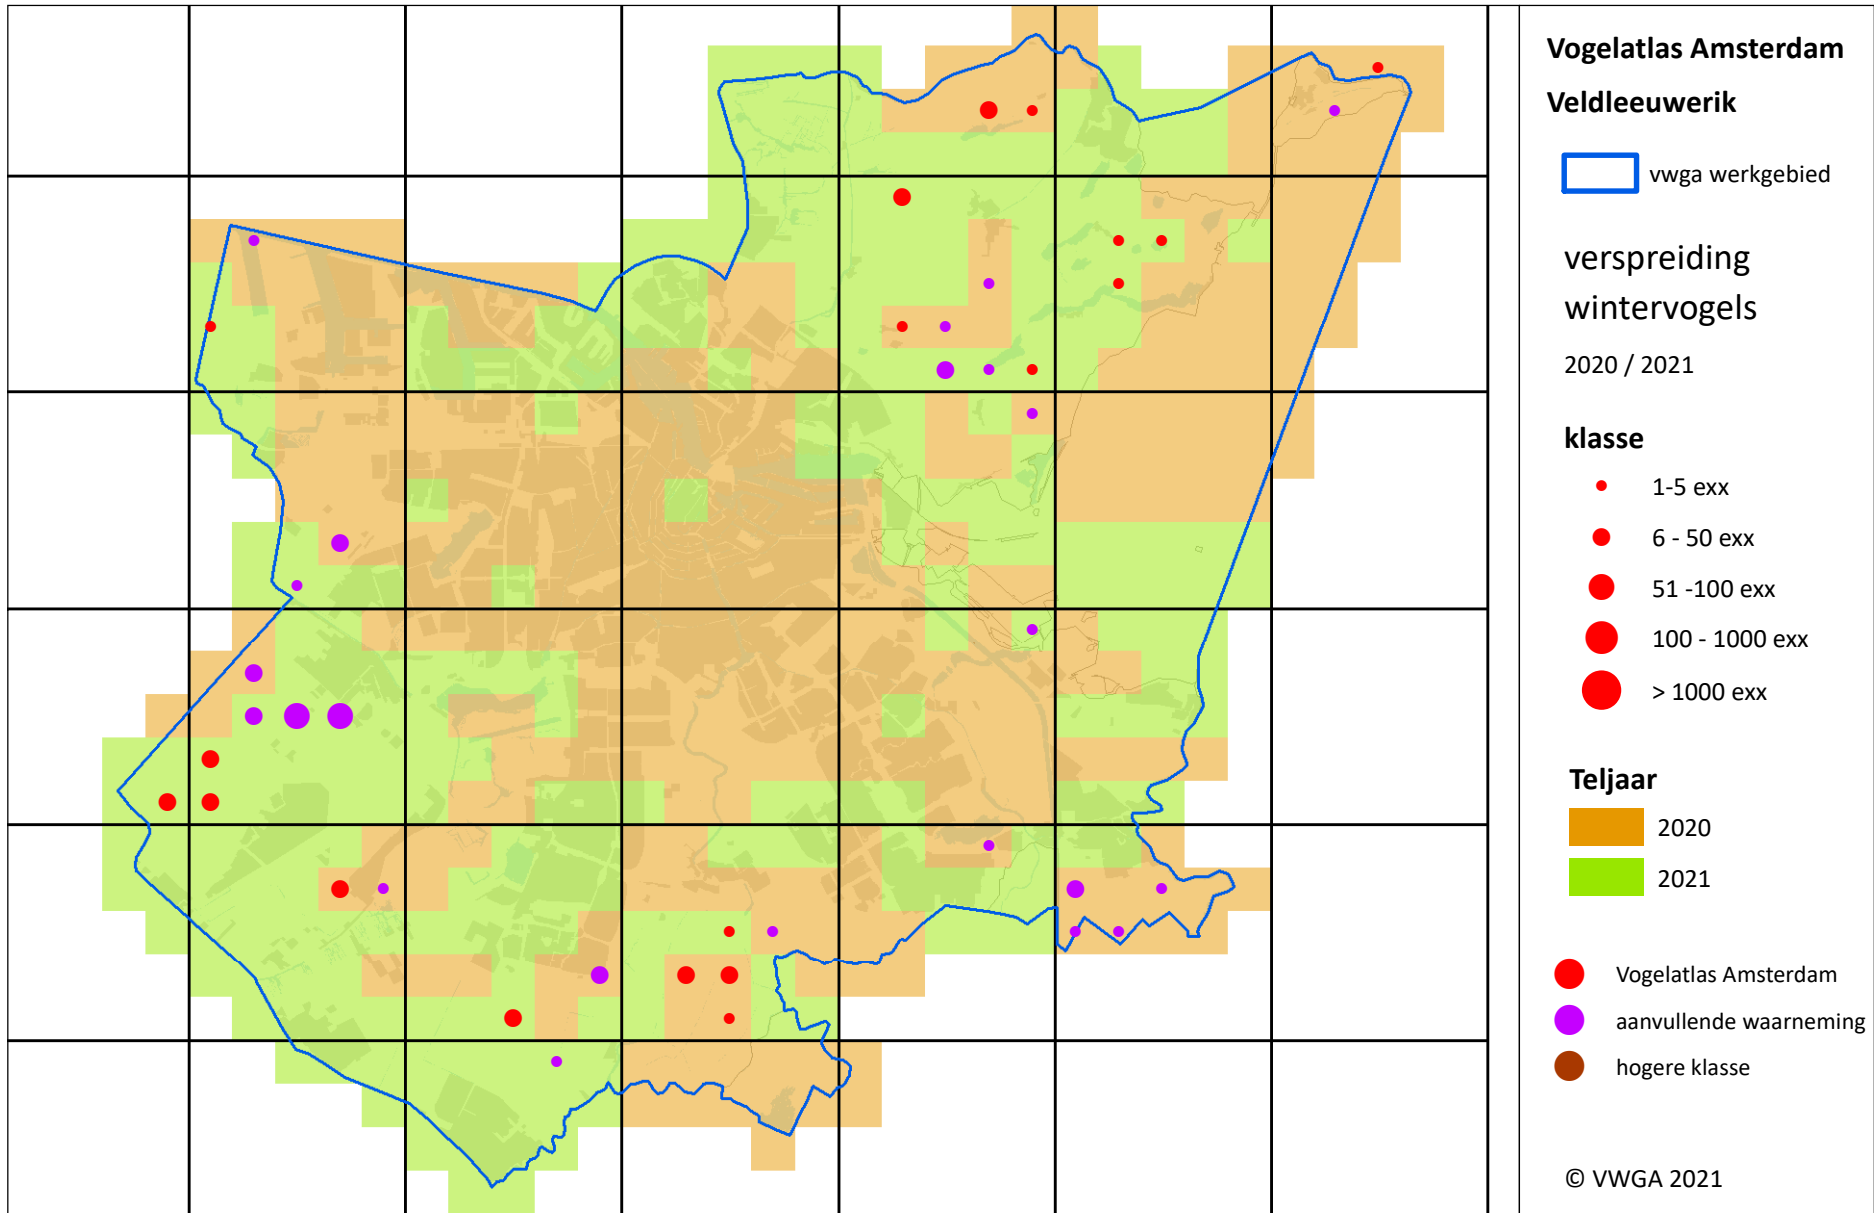 Vogelatlas Amsterdam
Veldleeuwerik
vwga werkgebied
verspreiding
wintervogels
2020 / 2021
klasse
1-5 exx
6 - 50 exx
51 -100 exx
100 - 1000 exx
> 1000 exx
Teljaar
2020
2021
Vogelatlas Amsterdam
aanvullende waarneming
hogere klasse
© VWGA 2021